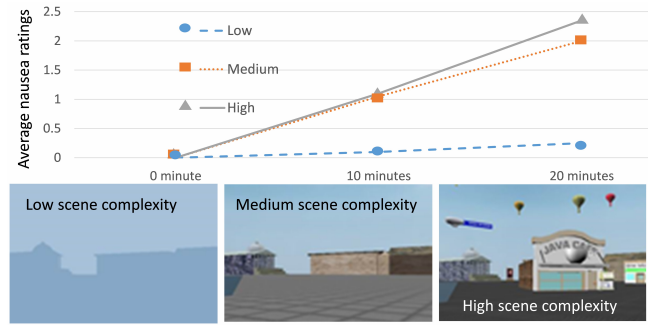 Average nausea ratings
2.5
2
1.5
1
0.5
0
Low
Medium
High
0 minute
10 minutes
20 minutes
Low scene complexity
Medium scene complexity
JAVA CAFE
High scene complexity